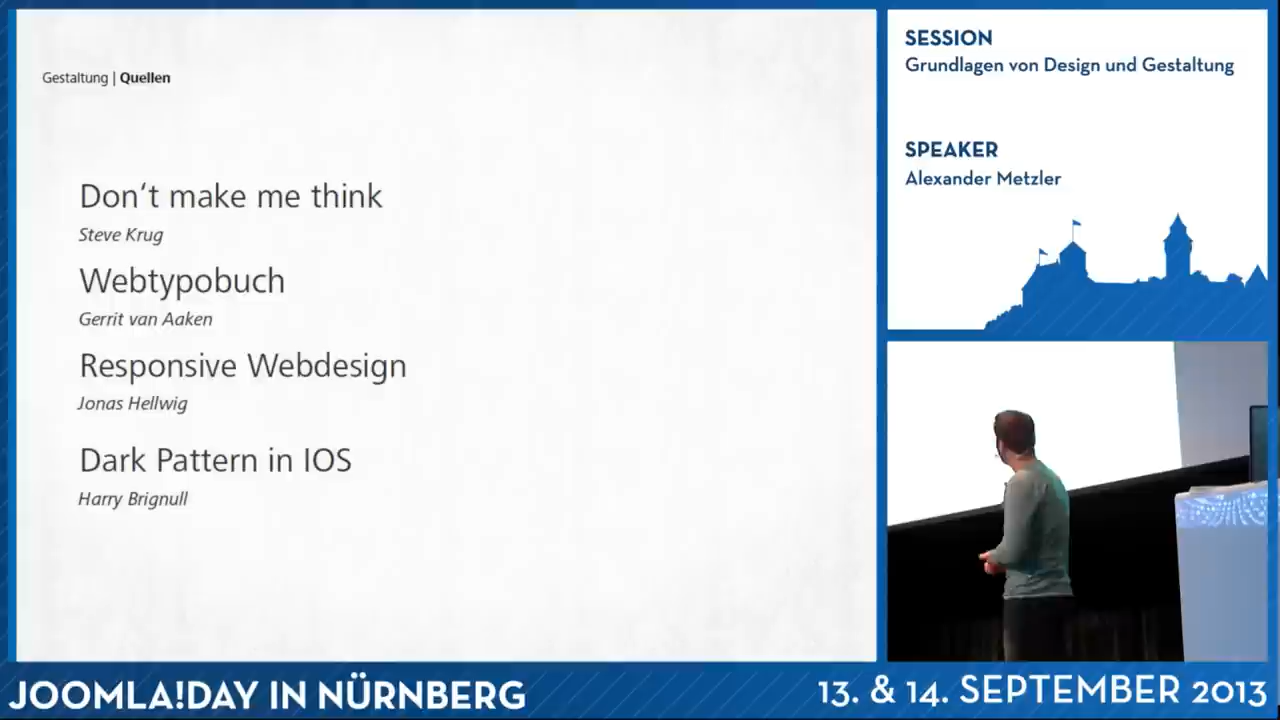 Gestaltung | Quellen
Don't make me think
Steve Krug
Webtypobuch
Gerrit van Aaken
Responsive Webdesign
Jonas Hellwig
Dark Pattern in IOS
Harry Brignull
SESSION
Grundlagen von Design und Gestaltung
SPEAKER
Alexander Metzler
JOOMLA!DAY IN NÜRNBERG
13. & 14. SEPTEMBER 2013